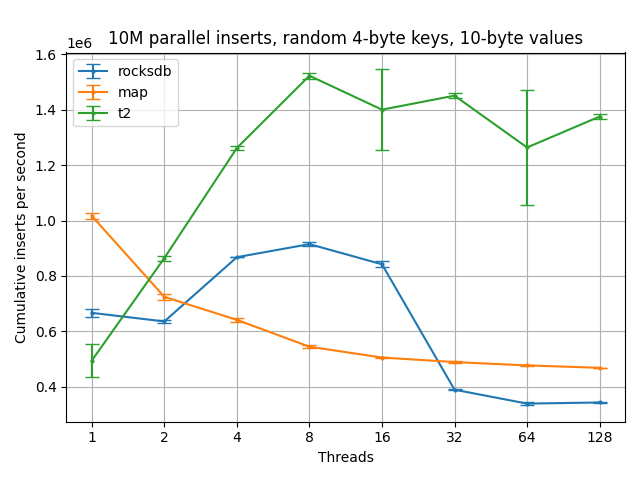 10M parallel inserts, random 4-byte keys, 10-byte values
1e6
1.6
1.4
1.2
1.0
0.8
0.6
0.4
Cumulative inserts per second
rocksdb
map
t2
1 2 4 8 16 32 64 128
Threads